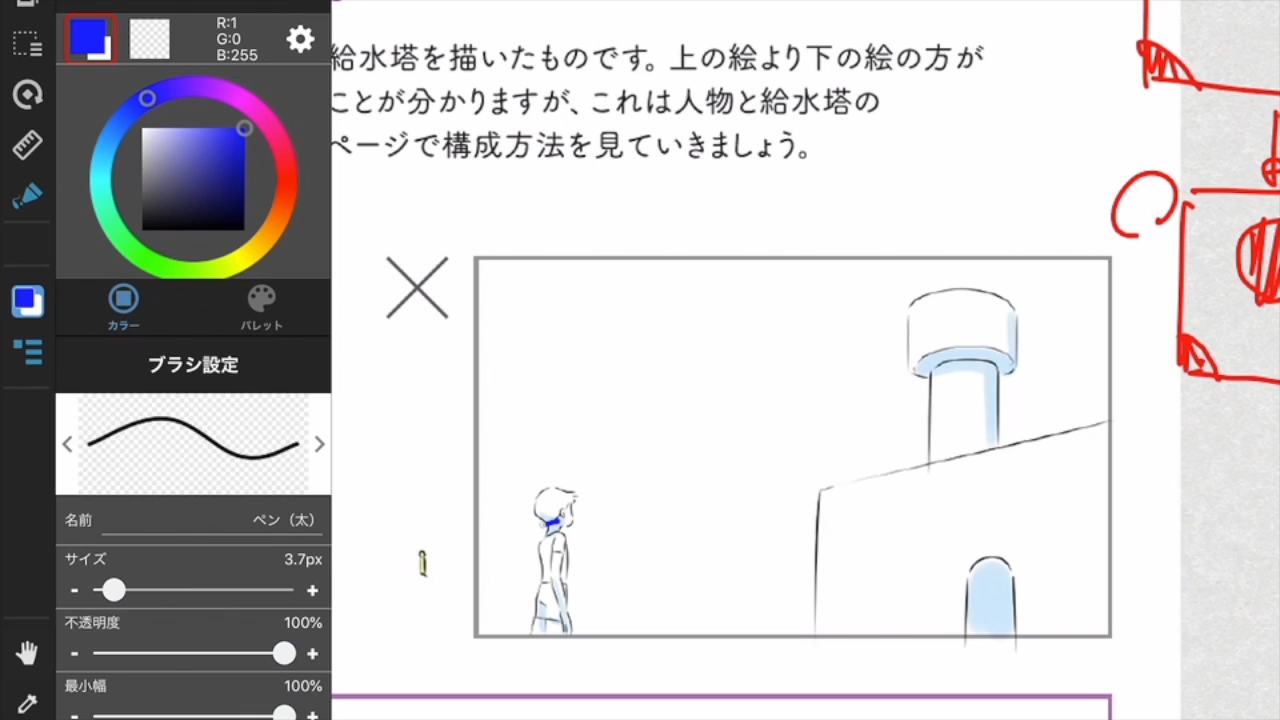 R:1
G:0
B:255
カラー
パレット
ブラシ設定
名前 ペン（太）
サイズ 3.7px
- +
不透明度 100%
- +
最小幅 100%
- +
給水塔を描いたものです。上の絵より下の絵の方が
ことが分かりますが、これは人物と給水塔の
ページで構成方法を見ていきましょう。